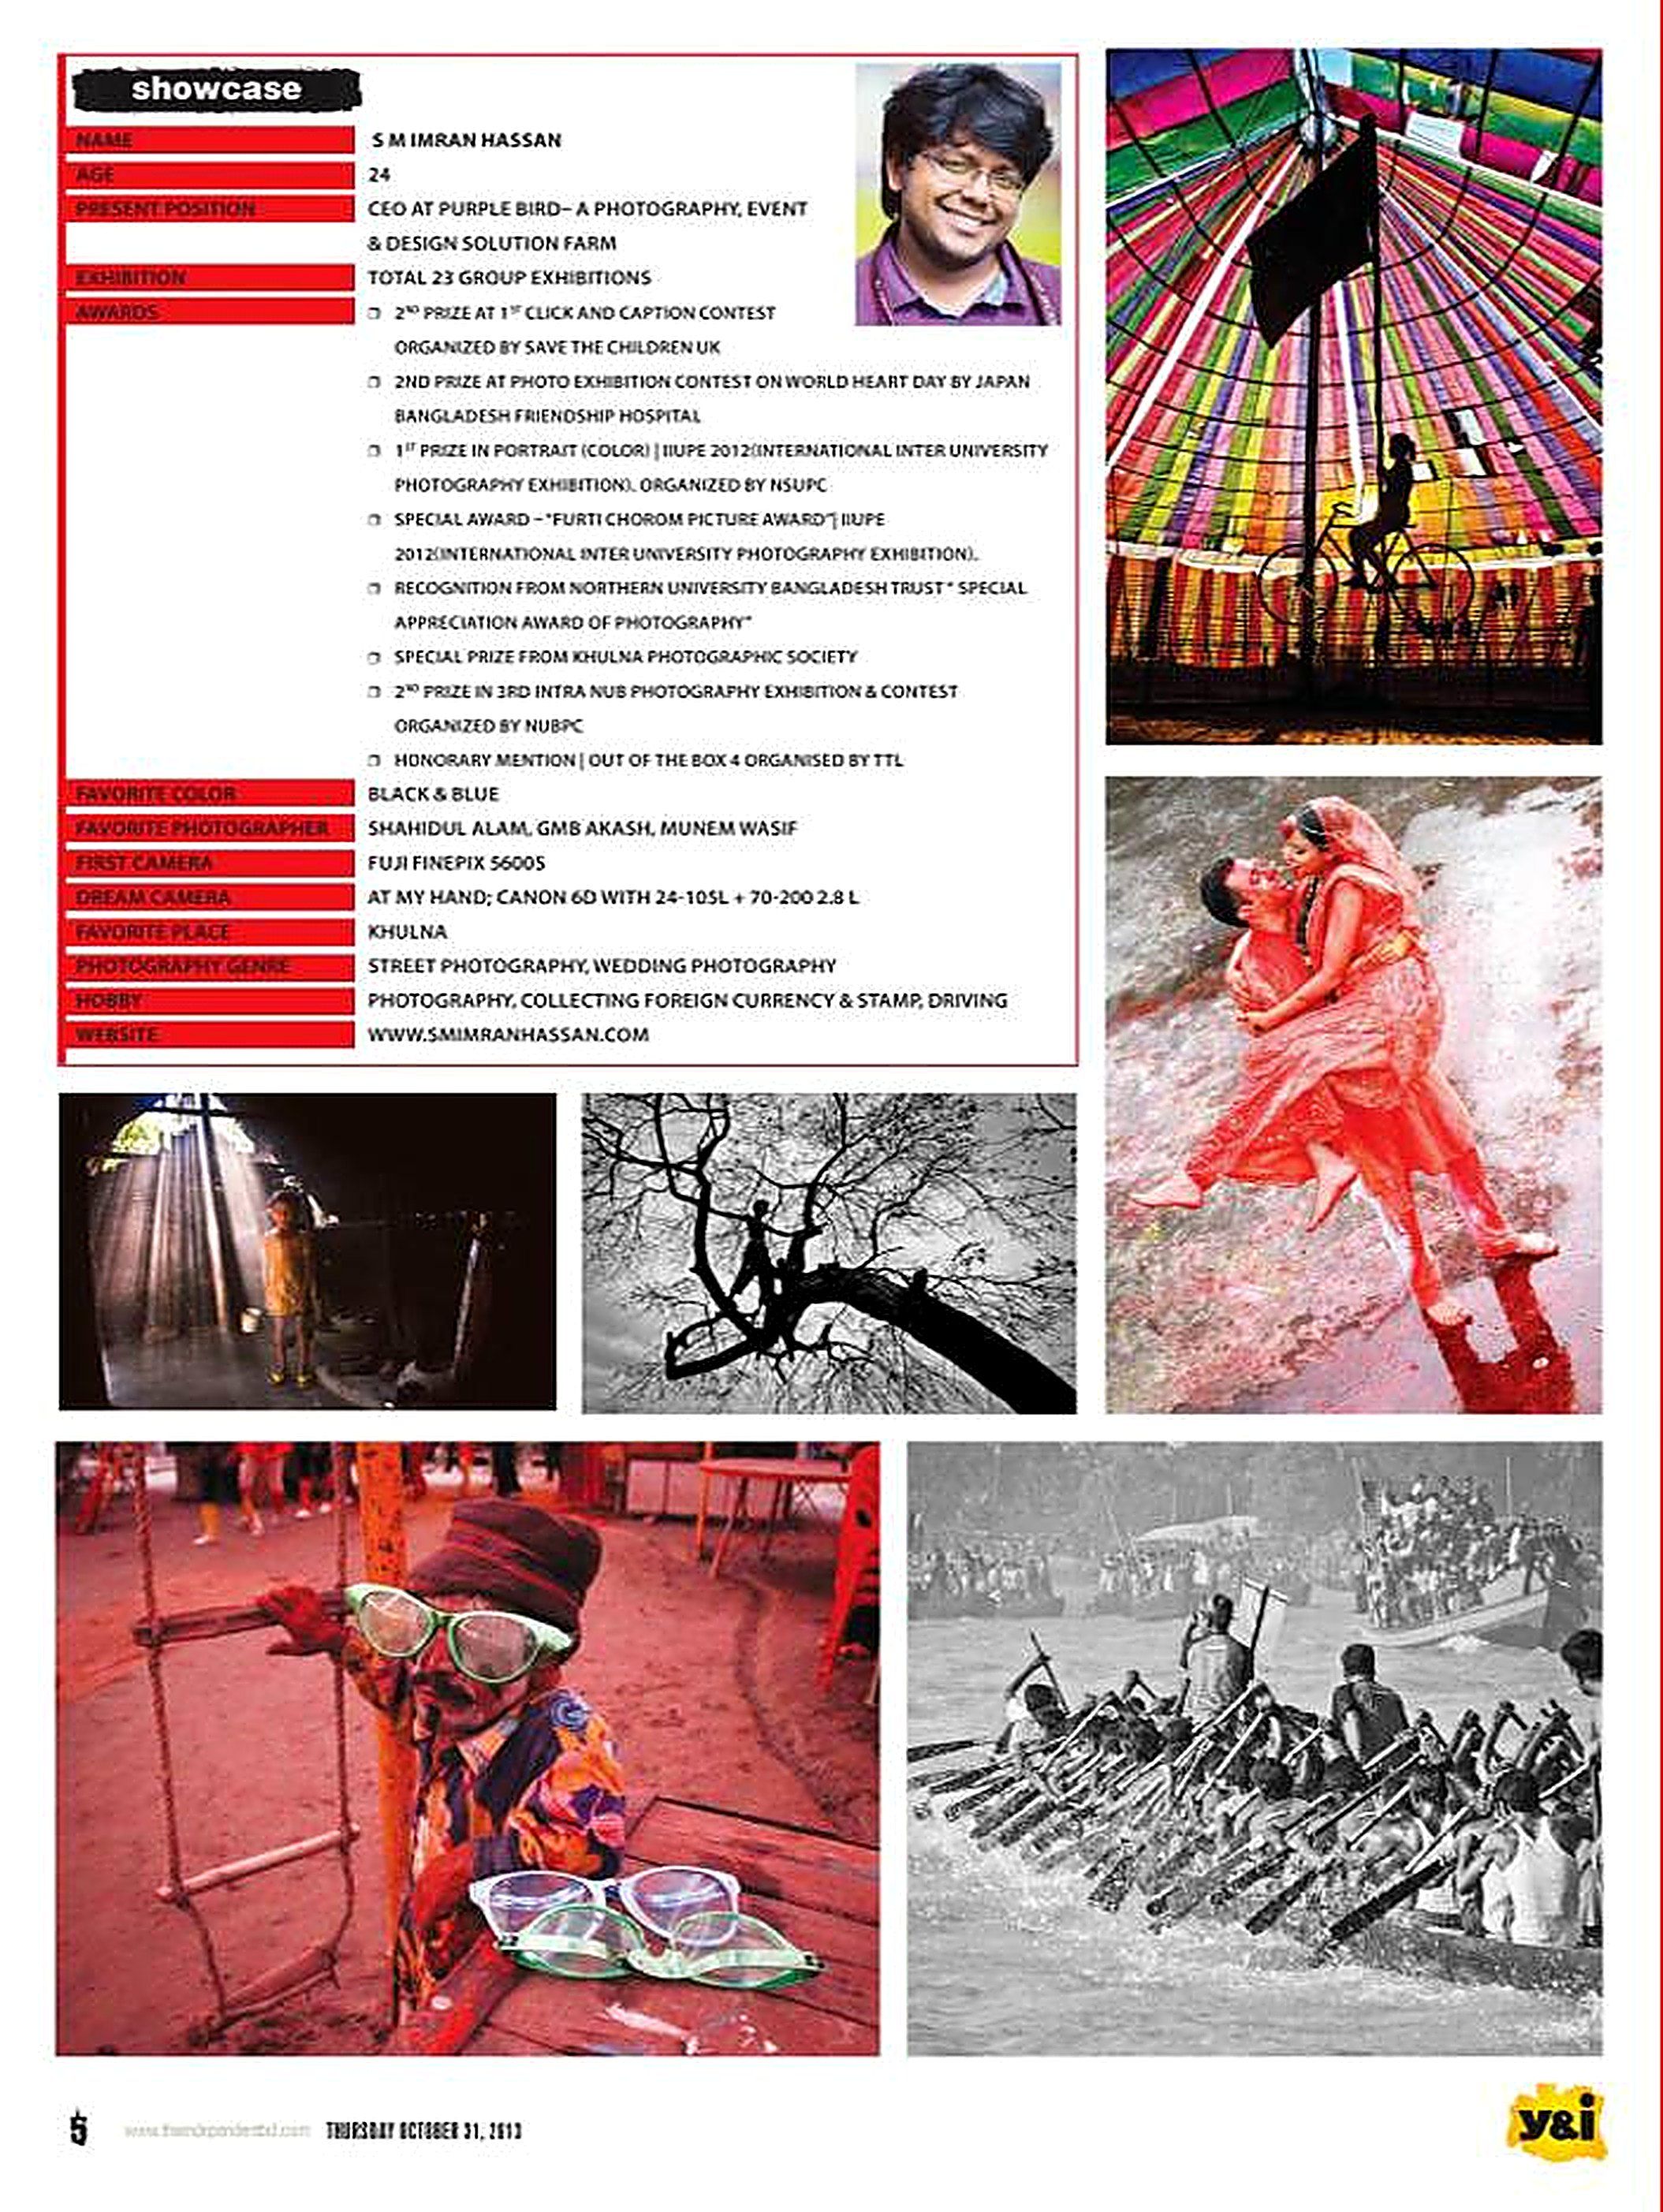 showcase
NAME S M IMRAN HASSAN
AGE 24
PRESENT POSITION CEO AT PURPLE BIRD– A PHOTOGRAPHY, EVENT
& DESIGN SOLUTION FARM
EXHIBITION TOTAL 23 GROUP EXHIBITIONS
AWARDS ❒ 2ND PRIZE AT 1ST CLICK AND CAPTION CONTEST
ORGANIZED BY SAVE THE CHILDREN UK
❒ 2ND PRIZE AT PHOTO EXHIBITION CONTEST ON WORLD HEART DAY BY JAPAN
BANGLADESH FRIENDSHIP HOSPITAL
❒ 1ST PRIZE IN PORTRAIT (COLOR) | IIUPE 2012(INTERNATIONAL INTER UNIVERSITY
PHOTOGRAPHY EXHIBITION). ORGANIZED BY NSUPC
❒ SPECIAL AWARD – "FURTI CHOROM PICTURE AWARD"| IIUPE
2012(INTERNATIONAL INTER UNIVERSITY PHOTOGRAPHY EXHIBITION).
❒ RECOGNITION FROM NORTHERN UNIVERSITY BANGLADESH TRUST " SPECIAL
APPRECIATION AWARD OF PHOTOGRAPHY"
❒ SPECIAL PRIZE FROM KHULNA PHOTOGRAPHIC SOCIETY
❒ 2ND PRIZE IN 3RD INTRA NUB PHOTOGRAPHY EXHIBITION & CONTEST
ORGANIZED BY NUBPC
❒ HONORARY MENTION | OUT OF THE BOX 4 ORGANISED BY TTL
FAVORITE COLOR BLACK & BLUE
FAVORITE PHOTOGRAPHER SHAHIDUL ALAM, GMB AKASH, MUNEM WASIF
FIRST CAMERA FUJI FINEPIX S600S
DREAM CAMERA AT MY HAND; CANON 6D WITH 24-105L + 70-200 2.8 L
FAVORITE PLACE KHULNA
PHOTOGRAPHY GENRE STREET PHOTOGRAPHY, WEDDING PHOTOGRAPHY
HOBBY PHOTOGRAPHY, COLLECTING FOREIGN CURRENCY & STAMP, DRIVING
WEBSITE WWW.SMIMRANHASSAN.COM
5 www.theindependentbd.com THURSDAY OCTOBER 31, 2013
y&i